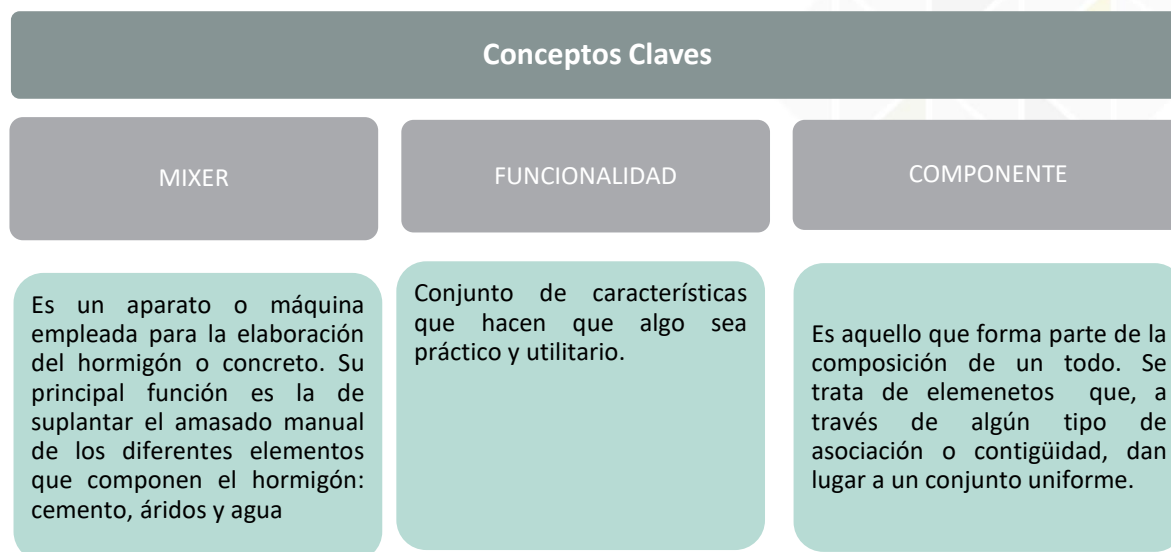 Conceptos Claves
MIXER
Es un aparato o máquina
empleada para la elaboración
del hormigón o concreto. Su
principal función es la de
suplantar el amasado manual
de los diferentes elementos
que componen el hormigón:
cemento, áridos y agua
FUNCIONALIDAD
Conjunto de características
que hacen que algo sea
práctico y utilitario.
COMPONENTE
Es aquello que forma parte de la
composición de un todo. Se
trata de elemenetos que, a
través de algún tipo de
asociación o contigüidad, dan
lugar a un conjunto uniforme.